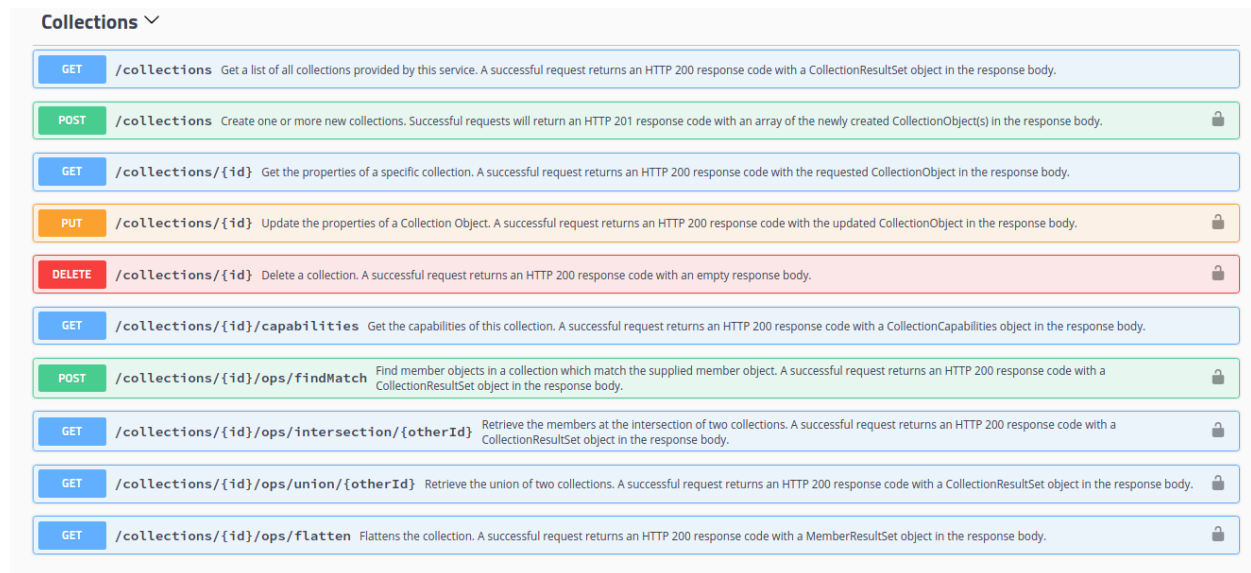 Collections
GET /collections Get a list of all collections provided by this service. A successful request returns an HTTP 200 response code with a CollectionResultSet object in the response body.
POST /collections Create one or more new collections. Successful requests will return an HTTP 201 response code with an array of the newly created CollectionObject(s) in the response body.
GET /collections/{id} Get the properties of a specific collection. A successful request returns an HTTP 200 response code with the requested CollectionObject in the response body.
PUT /collections/{id} Update the properties of a Collection Object. A successful request returns an HTTP 200 response code with the updated CollectionObject in the response body.
DELETE /collections/{id} Delete a collection. A successful request returns an HTTP 200 response code with an empty response body.
GET /collections/{id}/capabilities Get the capabilities of this collection. A successful request returns an HTTP 200 response code with a CollectionCapabilities object in the response body.
POST /collections/{id}/ops/findMatch Find member objects in a collection which match the supplied member object. A successful request returns an HTTP 200 response code with a
CollectionResultSet object in the response body.
GET /collections/{id}/ops/intersection/{otherId} Retrieve the members at the intersection of two collections. A successful request returns an HTTP 200 response code with a
CollectionResultSet object in the response body.
GET /collections/{id}/ops/union/{otherId} Retrieve the union of two collections. A successful request returns an HTTP 200 response code with a CollectionResultSet object in the response body.
GET /collections/{id}/ops/flatten Flattens the collection. A successful request returns an HTTP 200 response code with a MemberResultSet object in the response body.